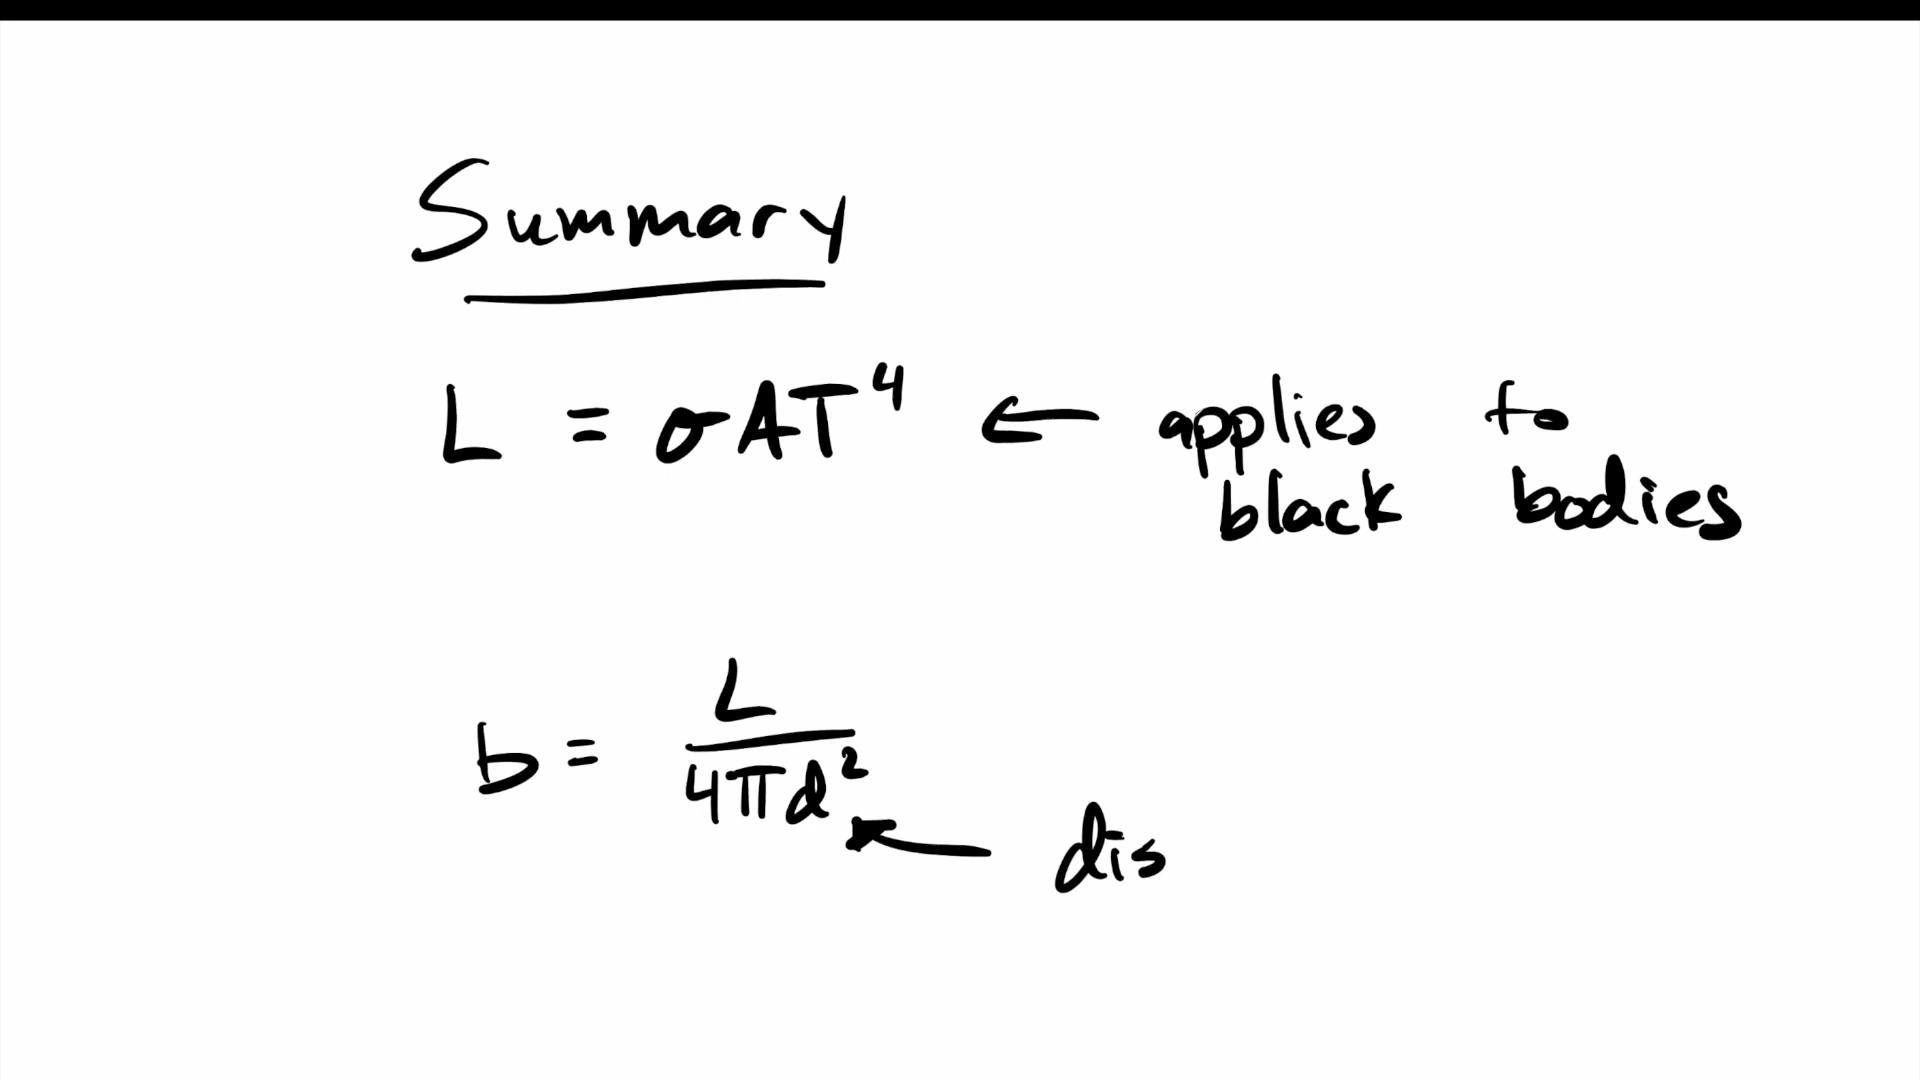 Summary
L = σAT⁴ ← applies to
black bodies
b = L / 4πd² ← dis